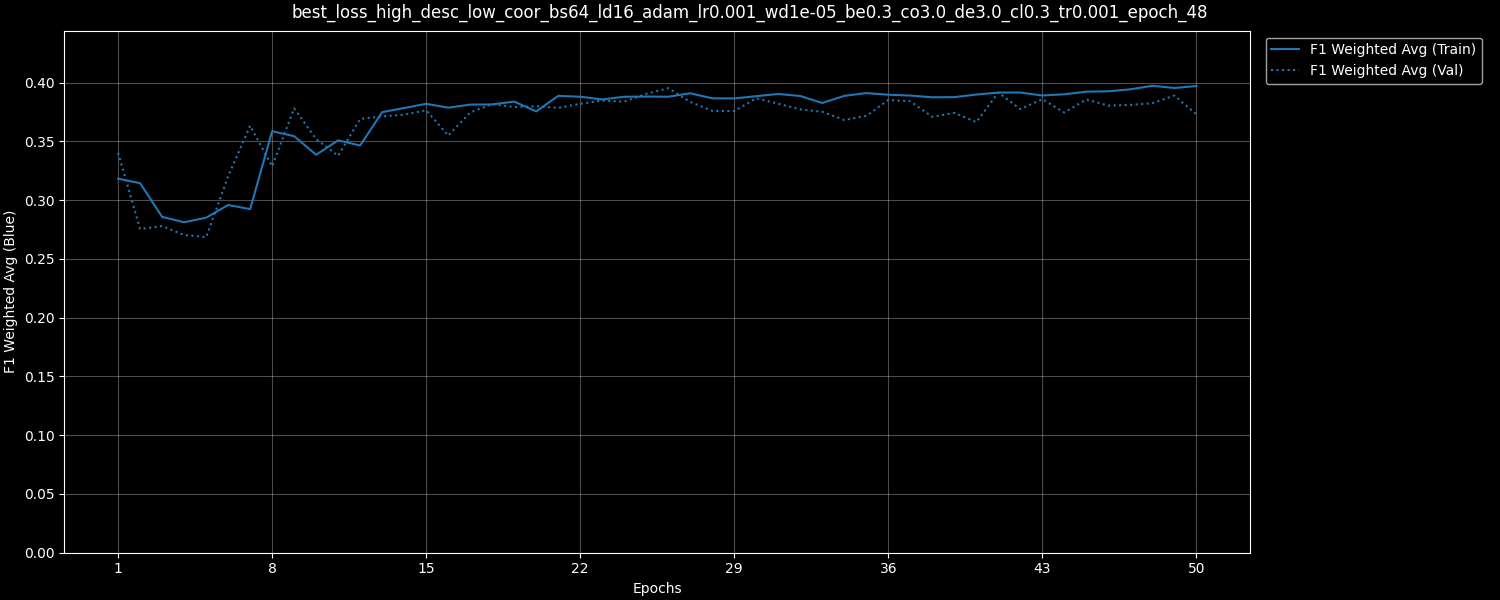 best_loss_high_desc_low_coor_bs64_ld16_adam_lr0.001_wd1e-05_be0.3_co3.0_de3.0_cl0.3_tr0.001_epoch_48
F1 Weighted Avg (Train)
F1 Weighted Avg (Val)
F1 Weighted Avg (Blue)
0.40
0.35
0.30
0.25
0.20
0.15
0.10
0.05
0.00
1 8 15 22 29 36 43 50
Epochs